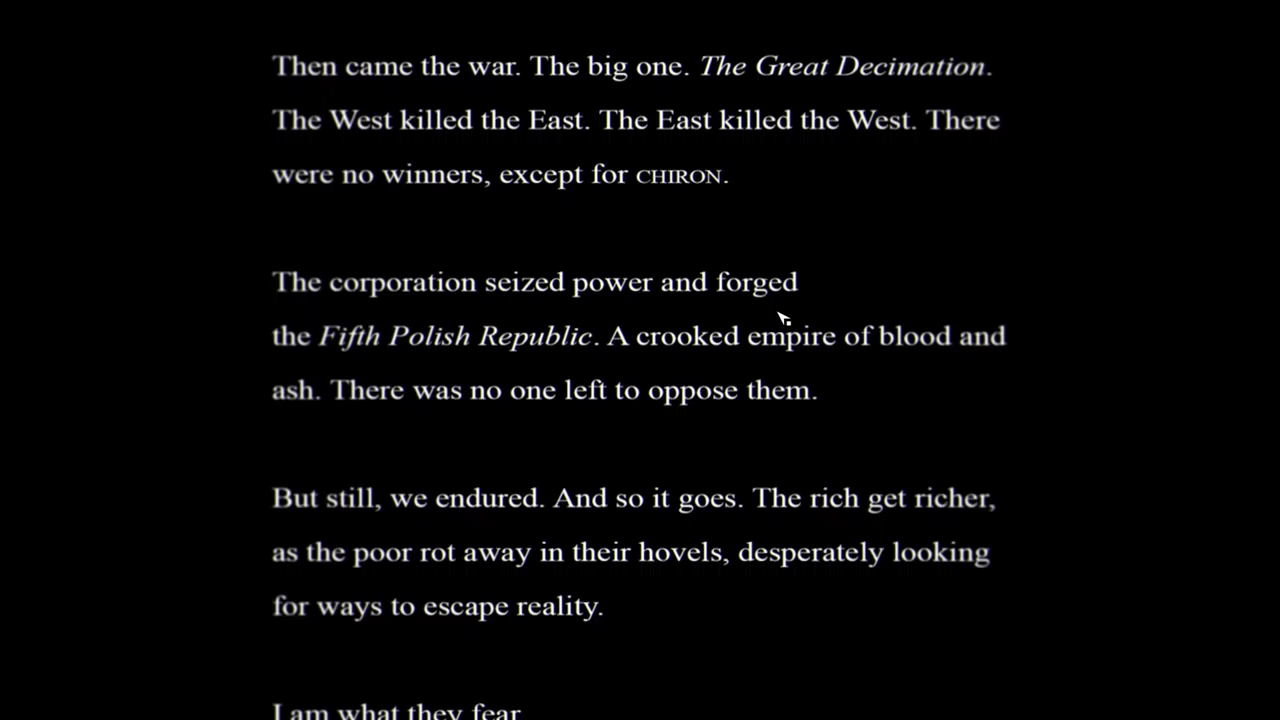 Then came the war. The big one. The Great Decimation.
The West killed the East. The East killed the West. There
were no winners, except for CHIRON.
The corporation seized power and forged
the Fifth Polish Republic. A crooked empire of blood and
ash. There was no one left to oppose them.
But still, we endured. And so it goes. The rich get richer,
as the poor rot away in their hovels, desperately looking
for ways to escape reality.
I am what they fear